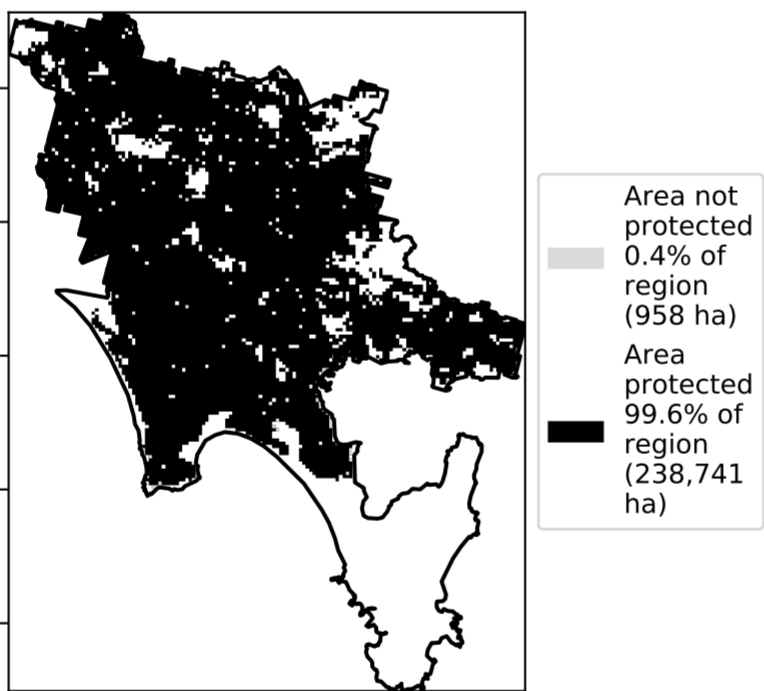 Area not
protected
0.4% of
region
(958 ha)
Area
protected
99.6% of
region
(238,741
ha)